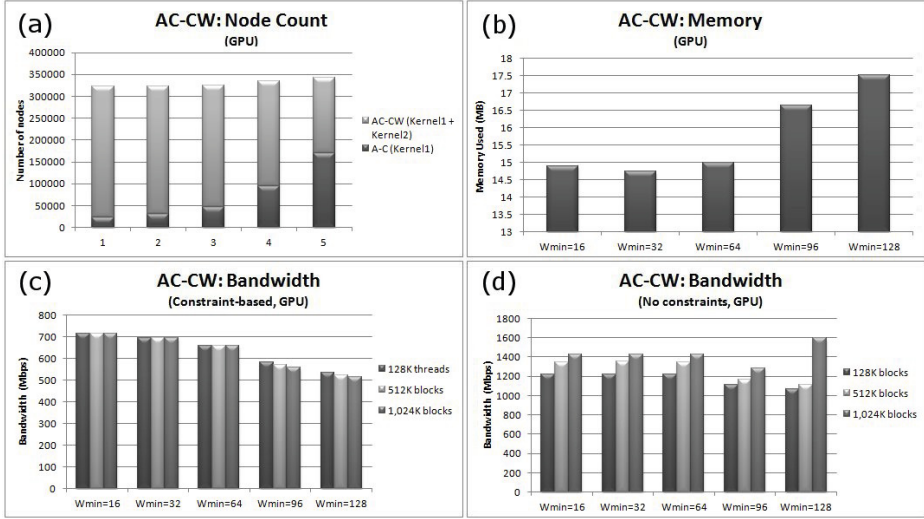 (a)
AC-CW: Node Count
(GPU)
400000
350000
300000
250000
200000
150000
100000
50000
0
Number of nodes
1 2 3 4 5
AC-CW (Kernel1 +
Kernel2)
A-C (Kernel1)
(b)
AC-CW: Memory
(GPU)
18
17.5
17
16.5
16
15.5
15
14.5
14
13.5
13
Memory Used (MB)
Wmin=16 Wmin=32 Wmin=64 Wmin=96 Wmin=128
(c)
AC-CW: Bandwidth
(Constraint-based, GPU)
800
700
600
500
400
300
200
100
0
Bandwidth (Mbps)
Wmin=16 Wmin=32 Wmin=64 Wmin=96 Wmin=128
128K threads
512K blocks
1,024K blocks
(d)
AC-CW: Bandwidth
(No constraints, GPU)
1800
1600
1400
1200
1000
800
600
400
200
0
Bandwidth (Mbps)
Wmin=16 Wmin=32 Wmin=64 Wmin=96 Wmin=128
128K blocks
512K blocks
1,024K blocks